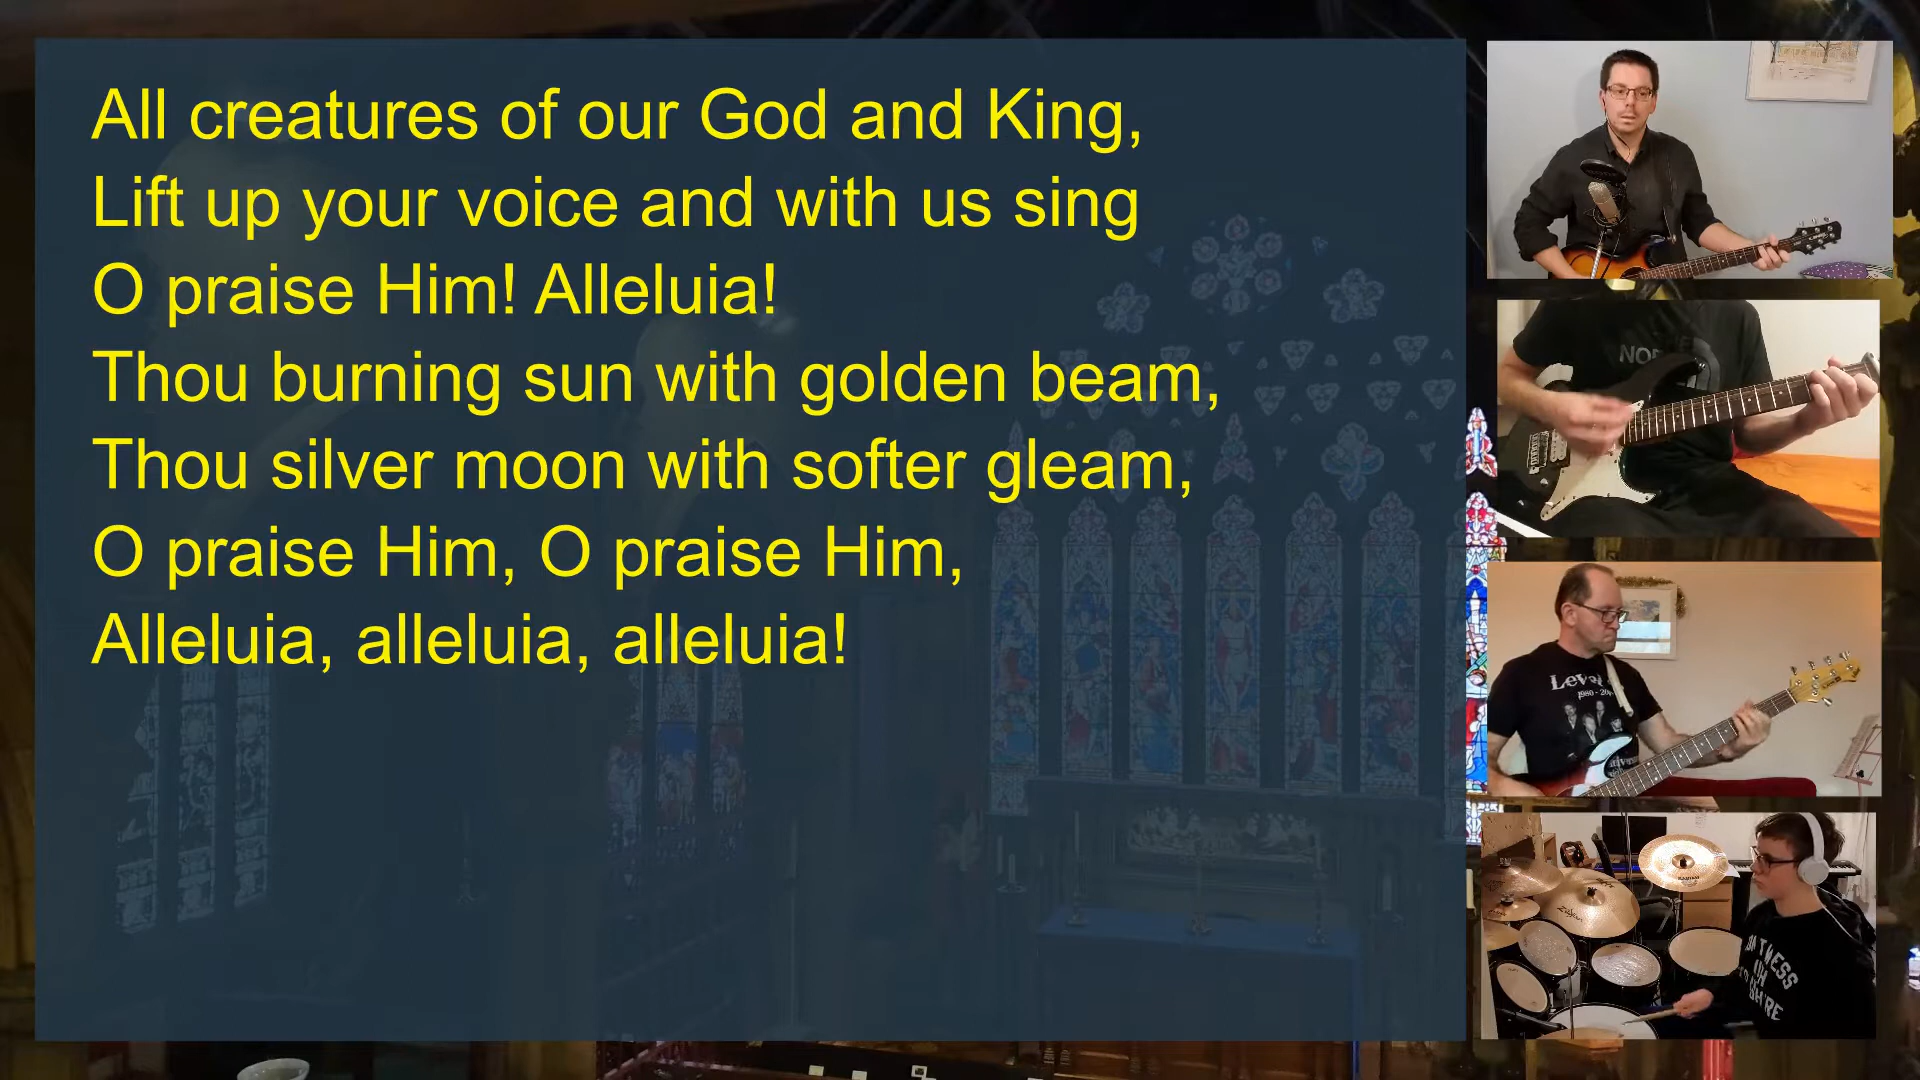 All creatures of our God and King,
Lift up your voice and with us sing
O praise Him! Alleluia!
Thou burning sun with golden beam,
Thou silver moon with softer gleam,
O praise Him, O praise Him,
Alleluia, alleluia, alleluia!